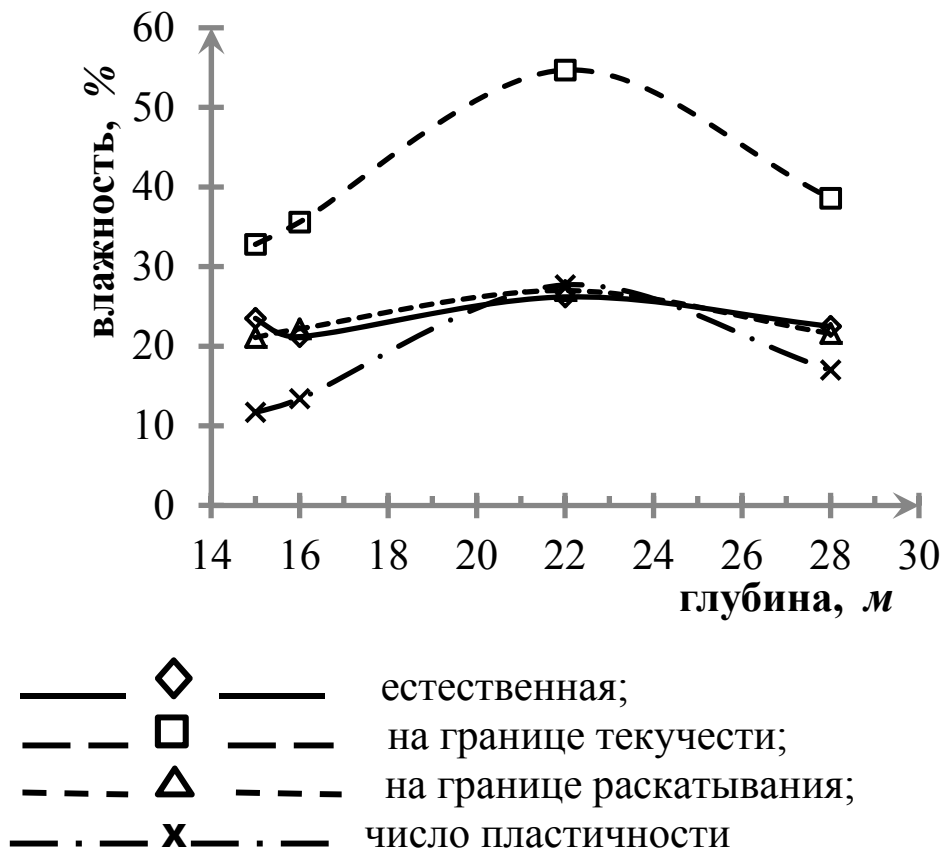 60
50
40
30
20
10
0
влажность, %
14 16 18 20 22 24 26 28 30
глубина, м
естественная;
на границе текучести;
на границе раскатывания;
число пластичности